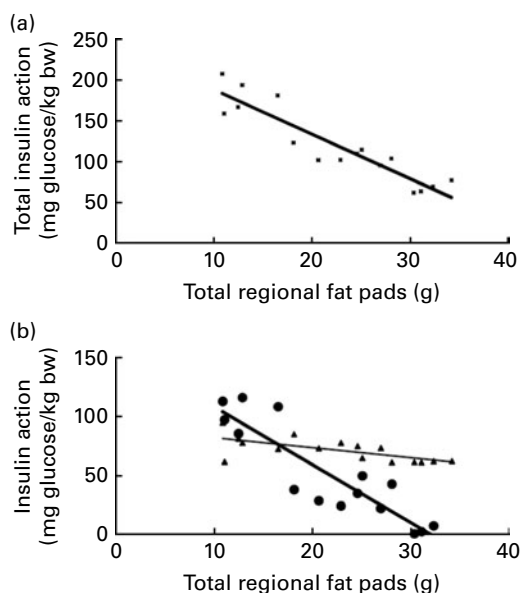 (a)
Total insulin action
(mg glucose/kg bw)
250
200
150
100
50
0
0 10 20 30 40
Total regional fat pads (g)
(b)
Insulin action
(mg glucose/kg bw)
150
100
50
0
0 10 20 30 40
Total regional fat pads (g)